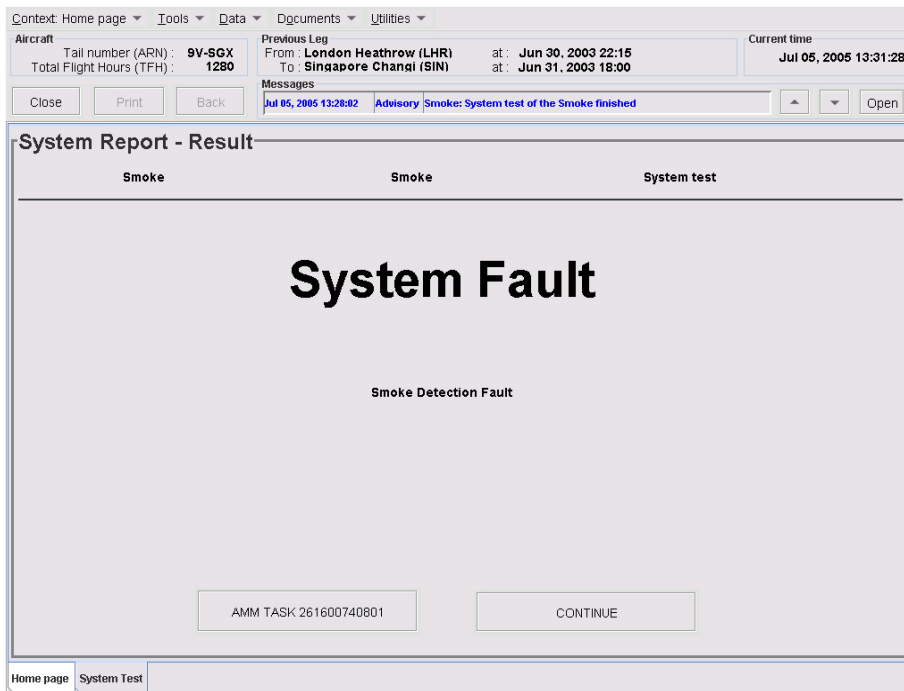 Context: Home page Tools Data Documents Utilities
Aircraft
Tail number (ARN) : 9V-SGX
Total Flight Hours (TFH) : 1280
Previous Leg
From : London Heathrow (LHR) at : Jun 30, 2003 22:15
To : Singapore Changi (SIN) at : Jun 31, 2003 18:00
Current time
Jul 05, 2005 13:31:28
Close Print Back
Messages
Jul 05, 2005 13:28:02 Advisory Smoke: System test of the Smoke finished
Open
System Report - Result
Smoke Smoke System test
System Fault
Smoke Detection Fault
AMM TASK 261600740801 CONTINUE
Home page System Test